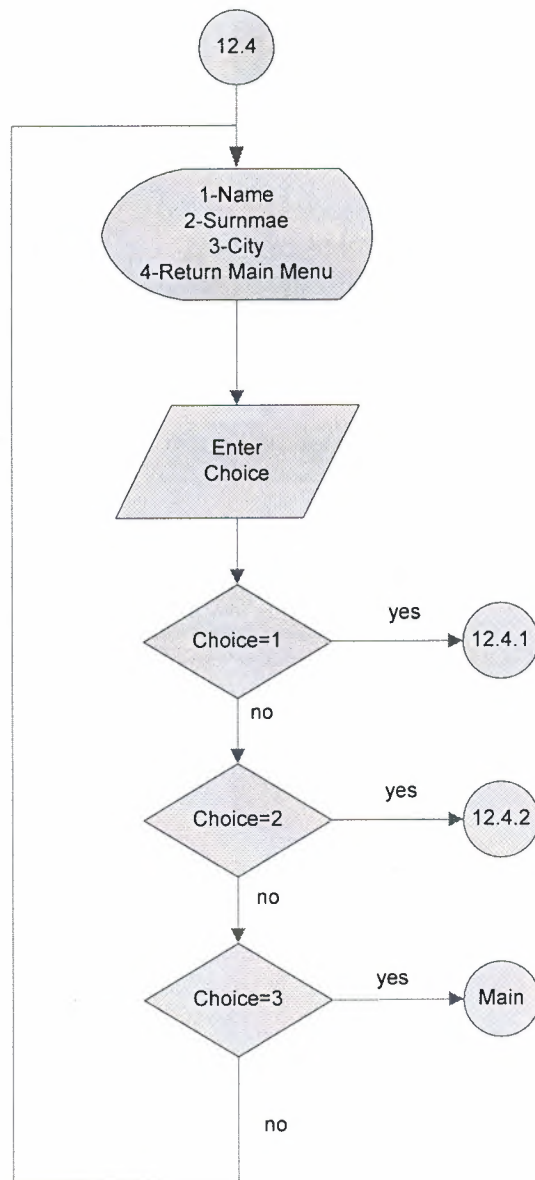 12.4
1-Name
2-Surnmae
3-City
4-Return Main Menu
Enter
Choice
Choice=1
yes
12.4.1
no
Choice=2
yes
12.4.2
no
Choice=3
yes
Main
no